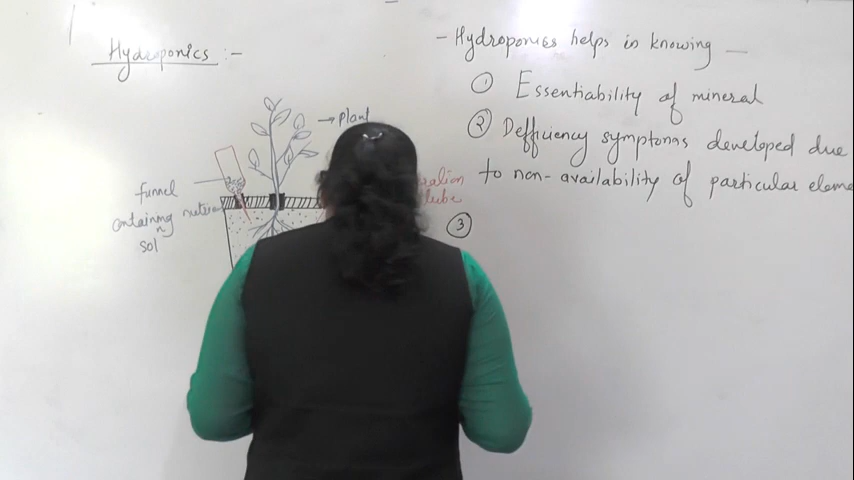 Hydroponics :-
→ plant
funnel
containing
n
sol
- Hydroponics helps in knowing —
① Essentiability of mineral
② Defficiency symptoms developed due
to non-availability of particular eleme
③
tube